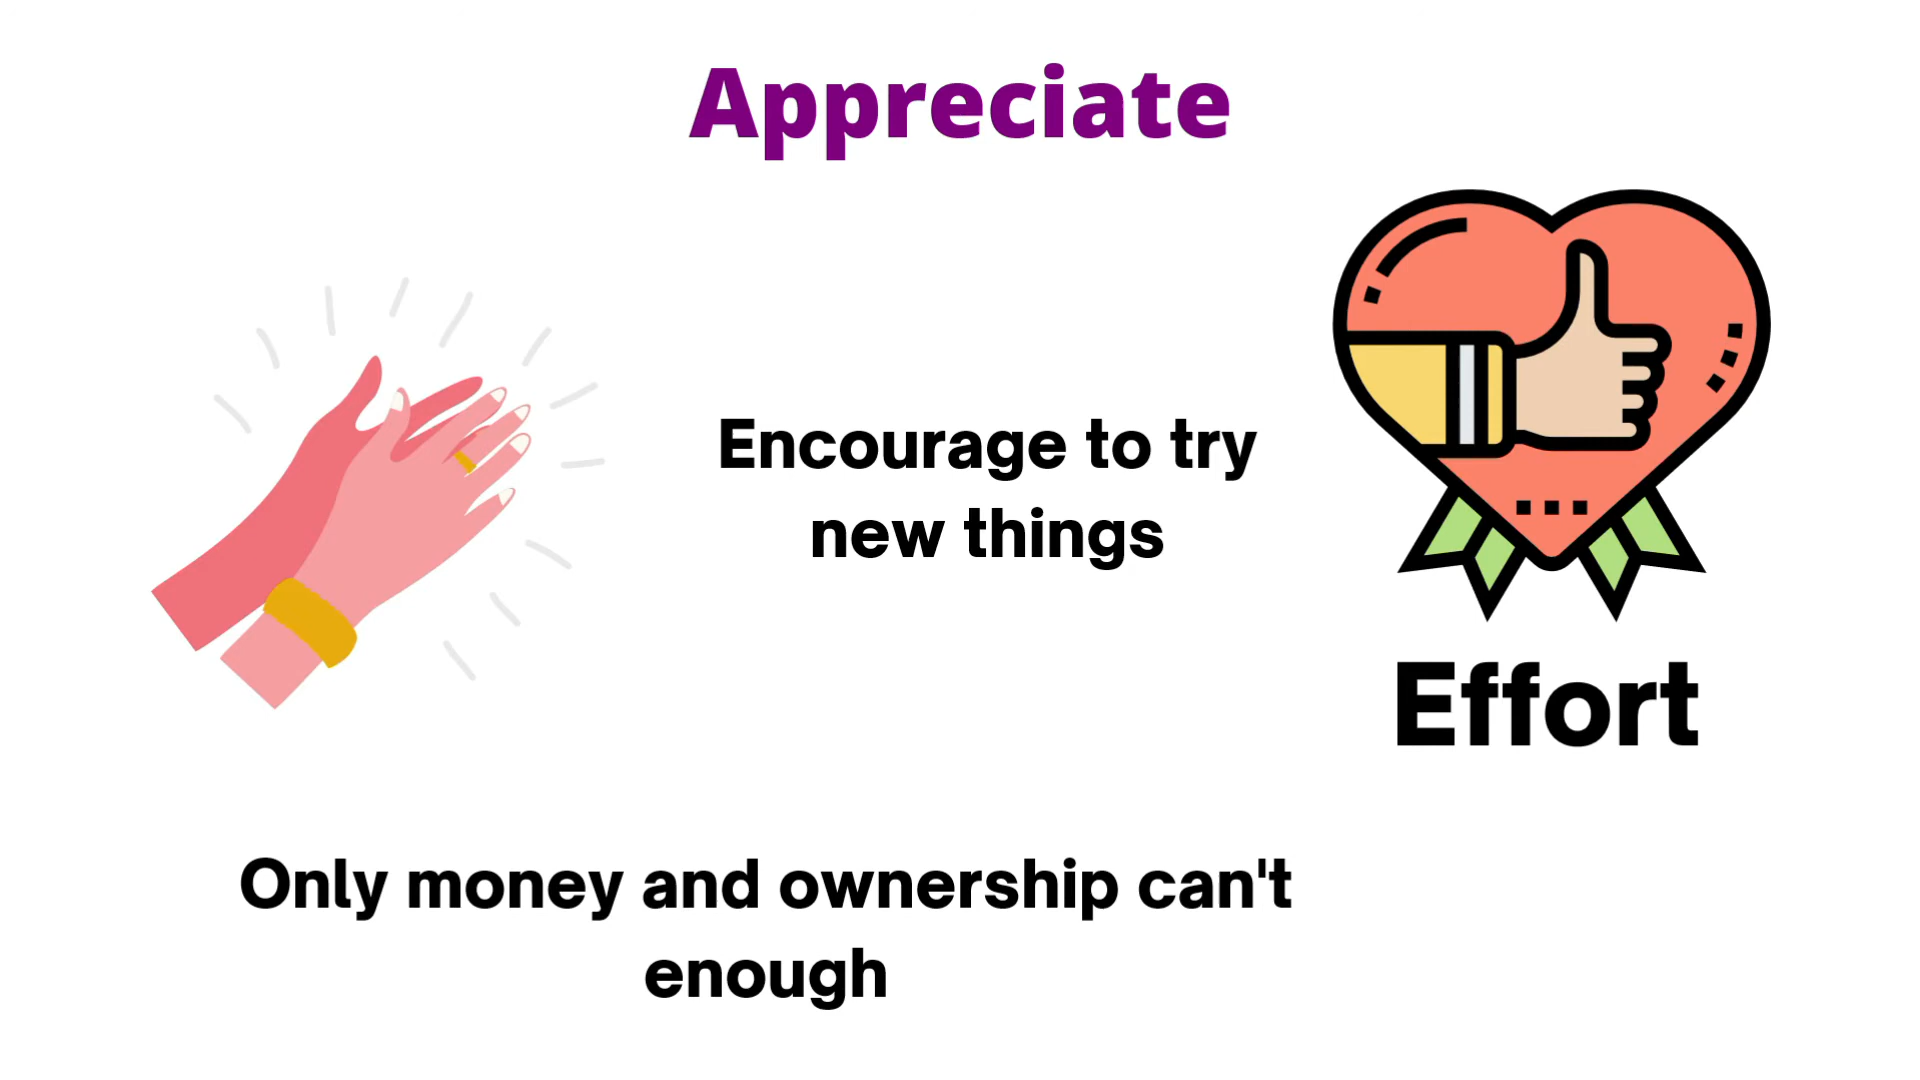 Appreciate
Encourage to try
new things
Effort
Only money and ownership can't
enough